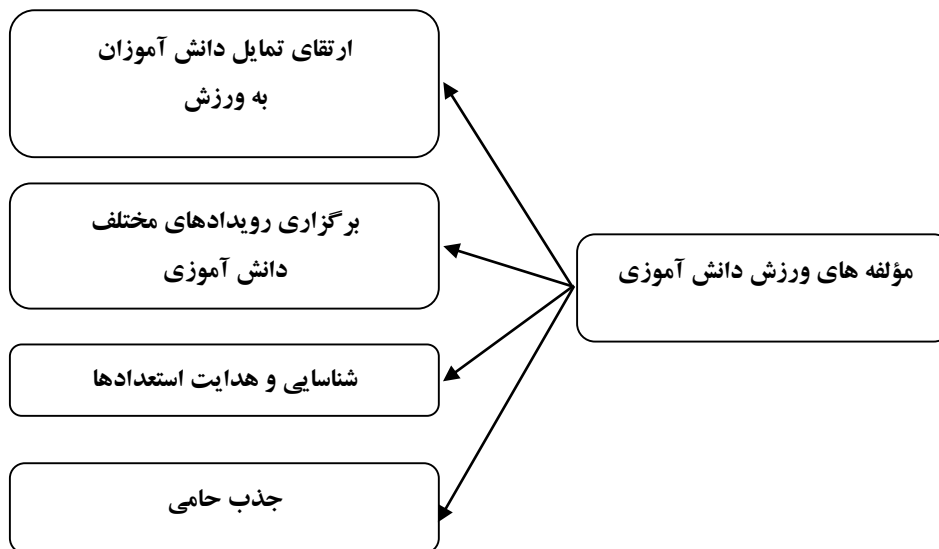 مؤلفه های ورزش دانش آموزی
ارتقای تمایل دانش آموزان
به ورزش
برگزاری رویدادهای مختلف
دانش آموزی
شناسایی و هدایت استعدادها
جذب حامی